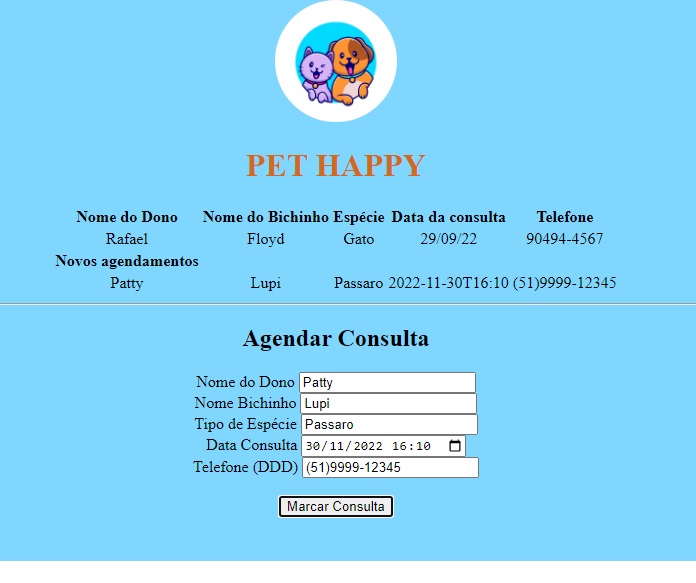 PET HAPPY
Nome do Dono Nome do Bichinho Espécie Data da consulta Telefone
Rafael Floyd Gato 29/09/22 90494-4567
Novos agendamentos
Patty Lupi Passaro 2022-11-30T16:10 (51)9999-12345
Agendar Consulta
Nome do Dono Patty
Nome Bichinho Lupi
Tipo de Espécie Passaro
Data Consulta 30/11/2022 16:10
Telefone (DDD) (51)9999-12345
Marcar Consulta